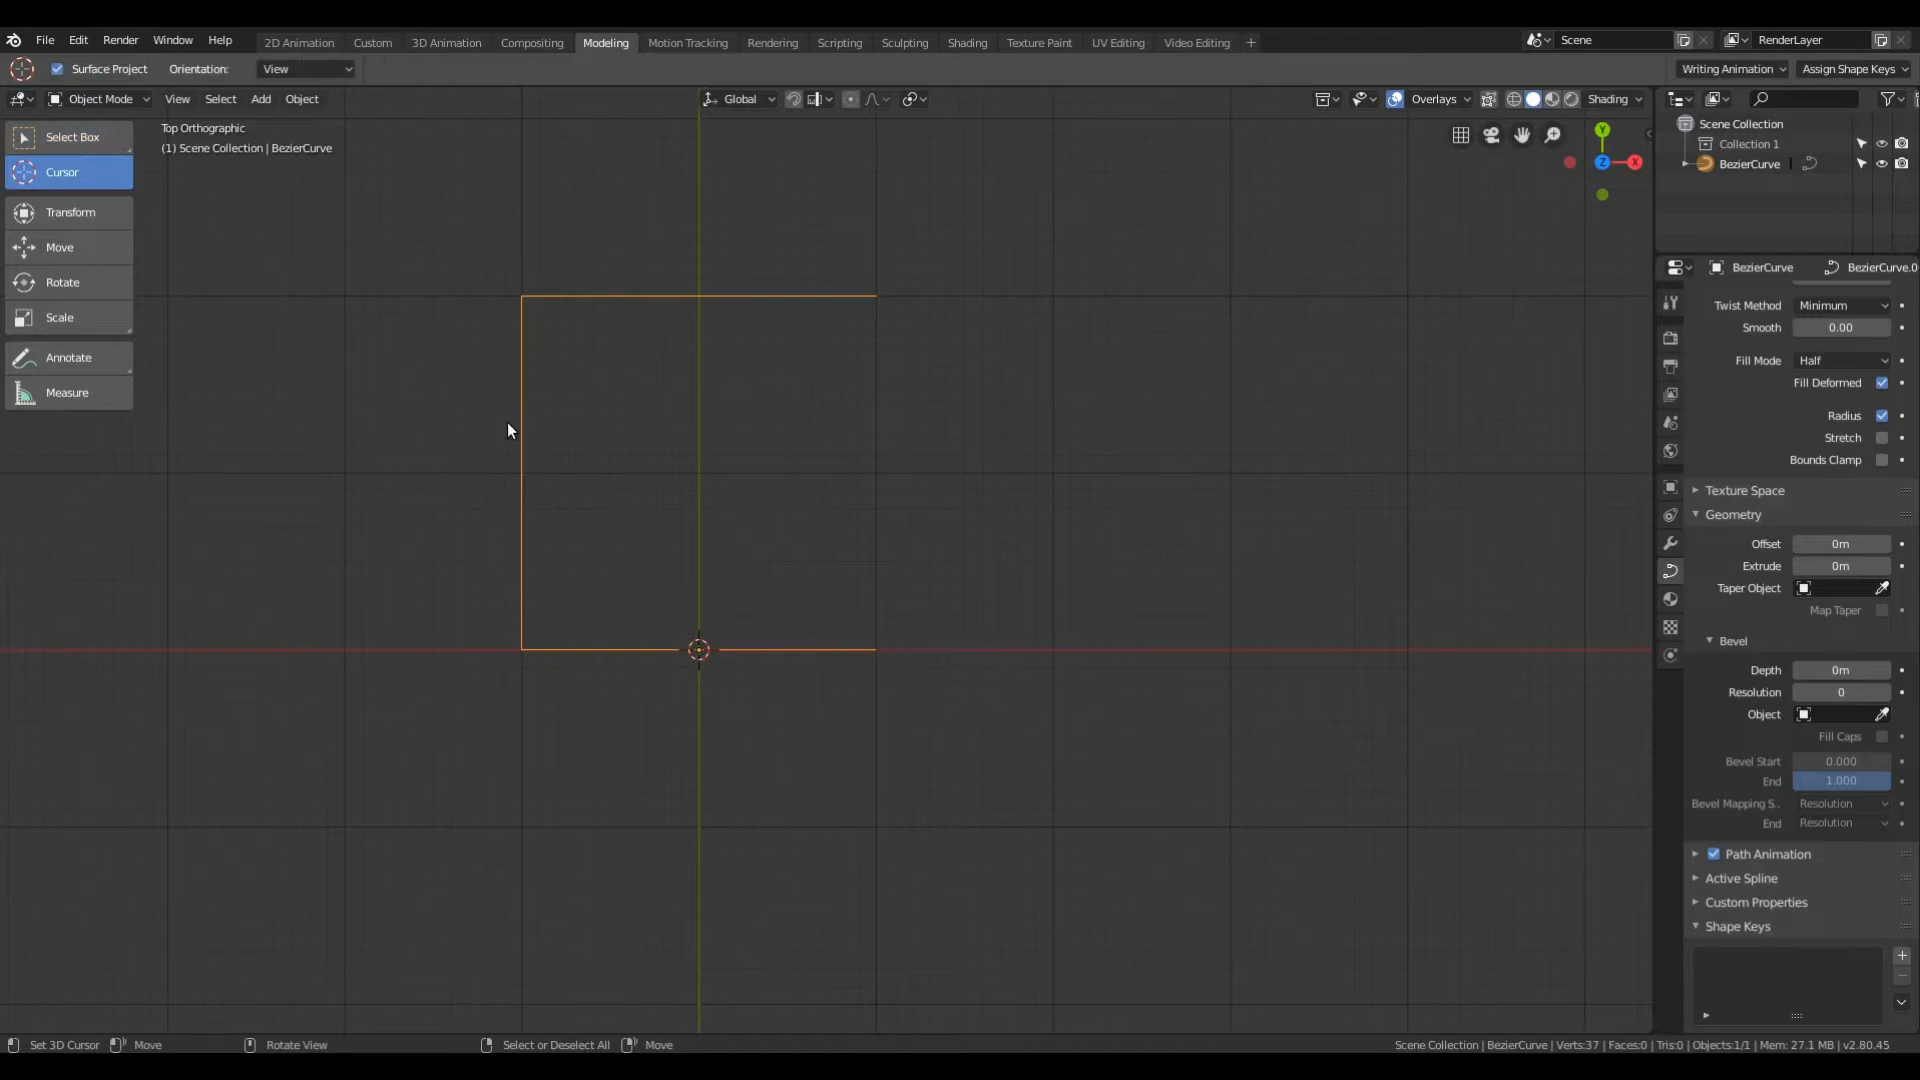 File Edit Render Window Help 2D Animation Custom 3D Animation Compositing Modeling Motion Tracking Rendering Scripting Sculpting Shading Texture Paint UV Editing Video Editing + Scene RenderLayer
Surface Project Orientation: View Writing Animation Assign Shape Keys
Object Mode View Select Add Object Global Overlays Shading
Select Box
Cursor
Transform
Move
Rotate
Scale
Annotate
Measure
Top Orthographic
(1) Scene Collection | BezierCurve
Y
Z X
Scene Collection
Collection 1
BezierCurve
BezierCurve BezierCurve.0
Twist Method Minimum
Smooth 0.00
Fill Mode Half
Fill Deformed
Radius
Stretch
Bounds Clamp
Texture Space
Geometry
Offset 0m
Extrude 0m
Taper Object
Map Taper
Bevel
Depth 0m
Resolution 0
Object
Fill Caps
Bevel Start 0.000
End 1.000
Bevel Mapping S.. Resolution
End Resolution
Path Animation
Active Spline
Custom Properties
Shape Keys
Set 3D Cursor Move Rotate View Select or Deselect All Move Scene Collection | BezierCurve | Verts:37 | Faces:0 | Tris:0 | Objects:1/1 | Mem: 27.1 MB | v2.80.45